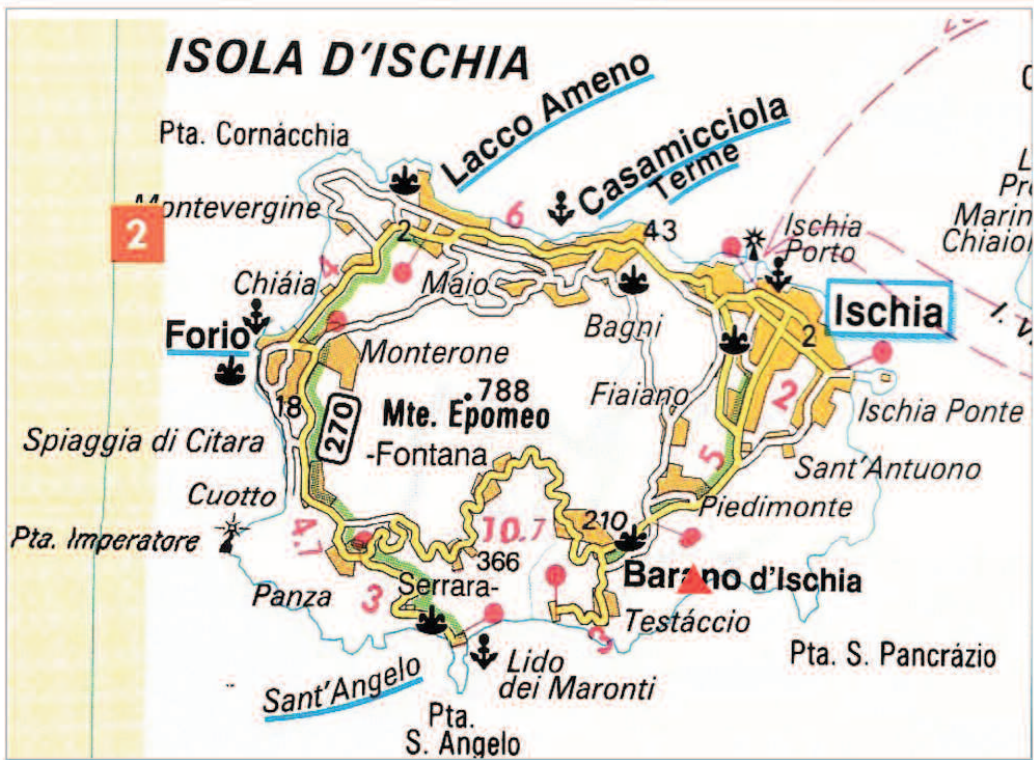 ISOLA D'ISCHIA
Pta. Cornácchia
Lacco Ameno
Casamicciola
Terme
Montevergine
6
43
Ischia
Porto
2
2
4
Chiáia
Maio
Forio
Bagni
Ischia
2
Monterone
788
Mte. Epomeo
Fiaiano
2
Ischia Ponte
18
270
Spiaggia di Citara
-Fontana
5
Sant'Antuono
Cuotto
Piedimonte
Pta. Imperatore
4.1
10.7
210
366
Serrara-
Barano d'Ischia
Panza
3
Testáccio
Pta. S. Pancrázio
Lido
dei Maronti
Sant'Angelo
Pta.
S. Angelo